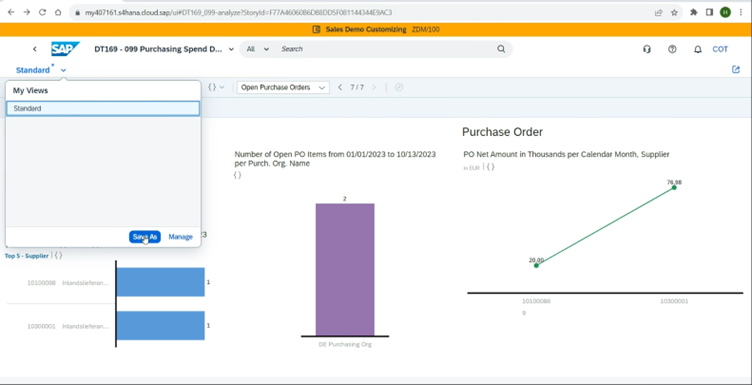 my407161.s4hana.cloud.sap/ui#DT169_099-analyze?StoryId=F77A4606086D88DD5F081144344E9AC3
H
Sales Demo Customizing ZDM/100
SAP DT169 - 099 Purchasing Spend D... All Search COT
Standard *
My Views
Standard
Save As Manage
{} Open Purchase Orders 7 / 7
Top 5 - Supplier | {}
10100088 Inlandslieferan... 1
10300001 Inlandslieferan... 1
Number of Open PO Items from 01/01/2023 to 10/13/2023
per Purch. Org. Name
{}
2
DE Purchasing Org
Purchase Order
PO Net Amount in Thousands per Calendar Month, Supplier
in EUR | {}
76.98
20.00
10100088 10300001
9